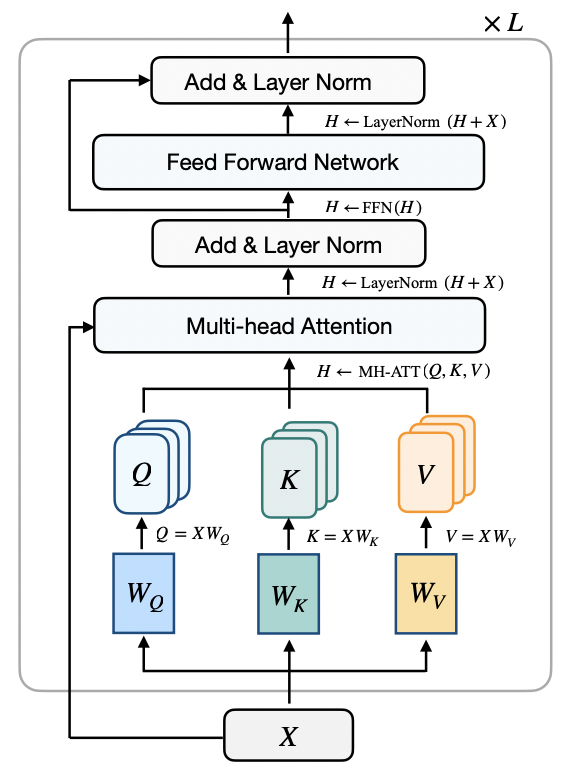 × L
Add & Layer Norm
H ← LayerNorm (H + X)
Feed Forward Network
H ← FFN(H)
Add & Layer Norm
H ← LayerNorm (H + X)
Multi-head Attention
H ← MH-ATT(Q, K, V)
Q K V
Q = XW_Q K = XW_K V = XW_V
W_Q W_K W_V
X